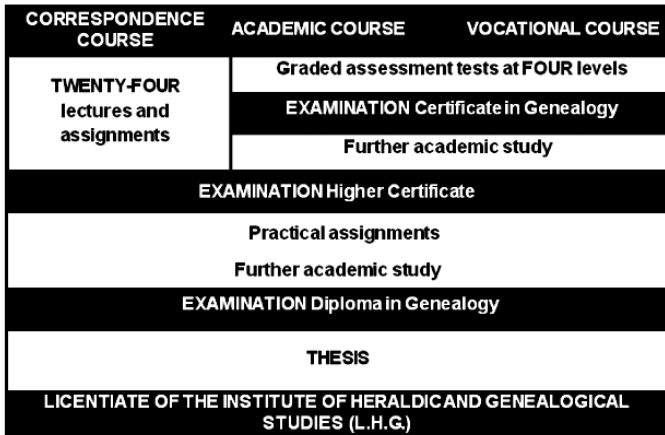 CORRESPONDENCE COURSE
ACADEMIC COURSE
VOCATIONAL COURSE
TWENTY-FOUR
lectures and
assignments
Graded assessment tests at FOUR levels
EXAMINATION Certificate in Genealogy
Further academic study
EXAMINATION Higher Certificate
Practical assignments
Further academic study
EXAMINATION Diploma in Genealogy
THESIS
LICENTIATE OF THE INSTITUTE OF HERALDIC AND GENEALOGICAL
STUDIES (L.H.G.)